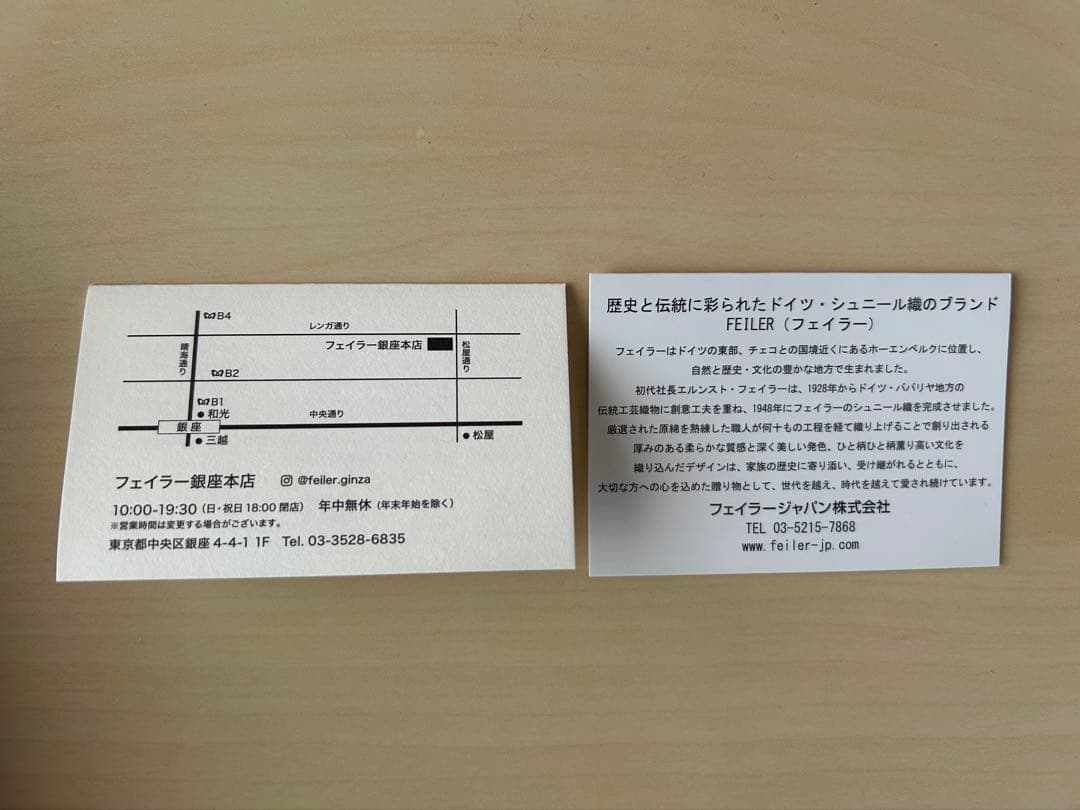 B4
レンガ通り
フェイラー銀座本店
晴海通り
松屋通り
B2
B1
和光
中央通り
銀座
三越
松屋
フェイラー銀座本店 @feiler.ginza
10:00-19:30（日・祝日18:00 閉店） 年中無休（年末年始を除く）
※営業時間は変更する場合がございます。
東京都中央区銀座 4-4-1 1F Tel. 03-3528-6835
歴史と伝統に彩られたドイツ・シュニール織のブランド
FEILER（フェイラー）
フェイラーはドイツの東部、チェコとの国境近くにあるホーエンベルクに位置し、
自然と歴史・文化の豊かな地方で生まれました。
初代社長エルンスト・フェイラーは、1928年からドイツ・ババリヤ地方の
伝統工芸織物に創意工夫を重ね、1948年にフェイラーのシュニール織を完成させました。
厳選された原綿を熟練した職人が何十もの工程を経て織り上げることで創り出される
厚みのある柔らかな質感と深く美しい発色、ひと柄ひと柄薫り高い文化を
織り込んだデザインは、家族の歴史に寄り添い、受け継がれるとともに、
大切な方への心を込めた贈り物として、世代を越え、時代を越えて愛され続けています。
フェイラージャパン株式会社
TEL 03-5215-7868
www.feiler-jp.com